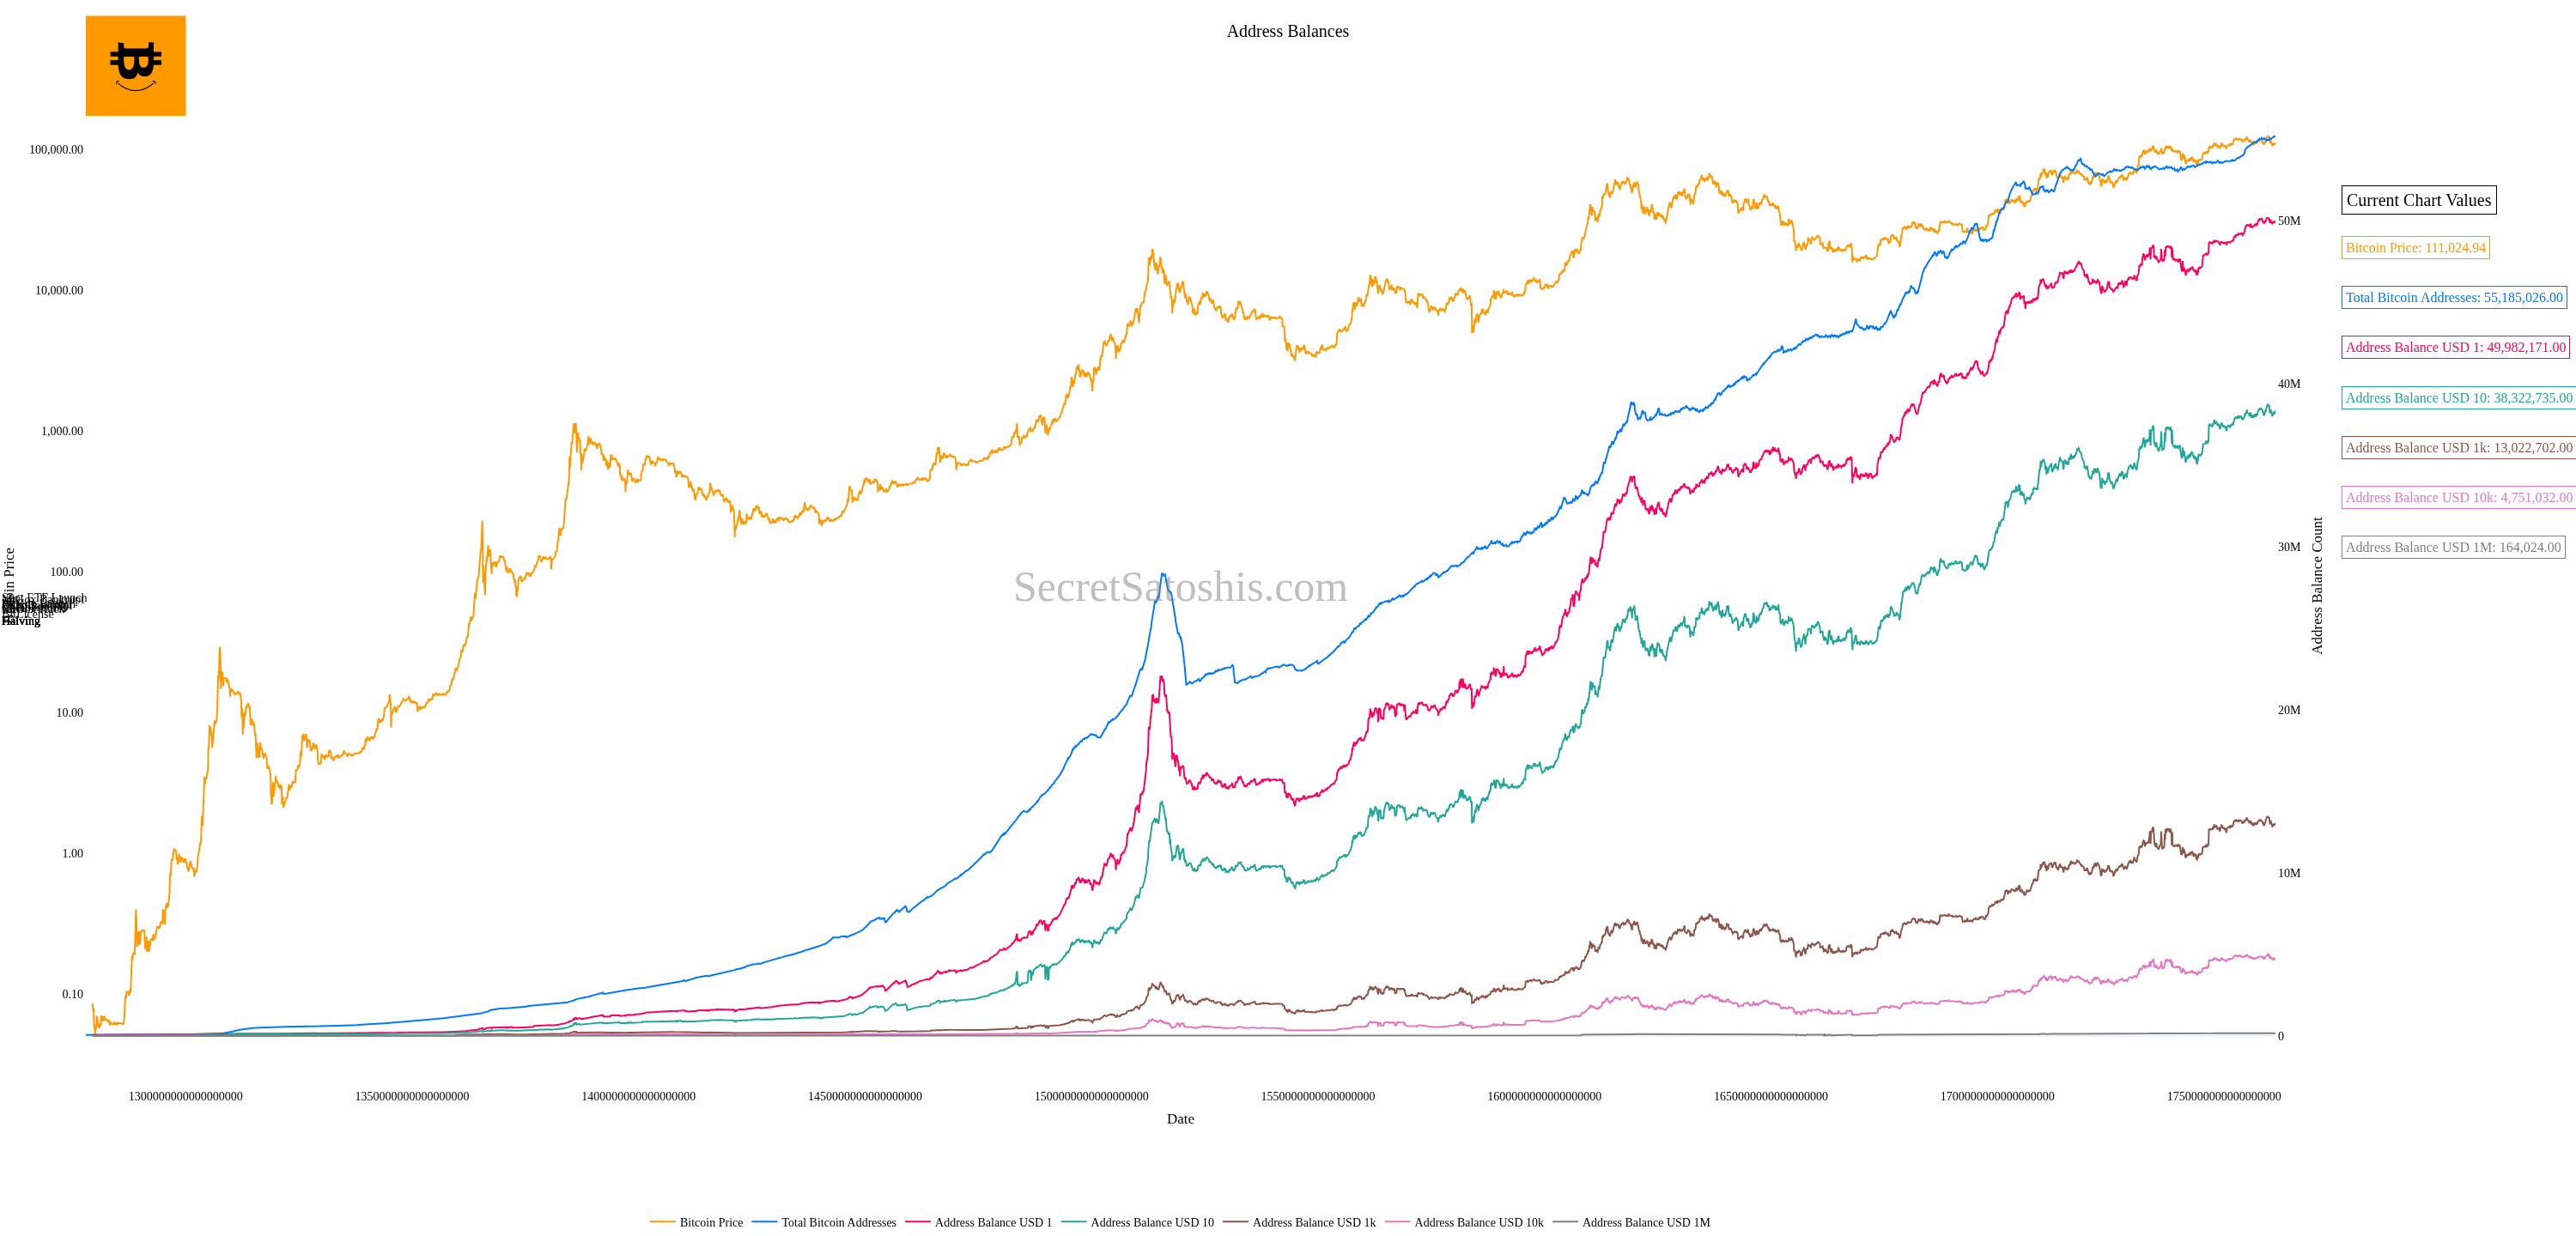 Address Balances
100,000.00
10,000.00
1,000.00
100.00
10.00
1.00
0.10
50M
40M
30M
20M
10M
0
Address Balance Count
Current Chart Values
Bitcoin Price: 111,024.94
Total Bitcoin Addresses: 55,185,026.00
Address Balance USD 1: 49,982,171.00
Address Balance USD 10: 38,322,735.00
Address Balance USD 1k: 13,022,702.00
Address Balance USD 10k: 4,751,032.00
Address Balance USD 1M: 164,024.00
SecretSatoshis.com
Halving
1300000000000000000
1350000000000000000
1400000000000000000
1450000000000000000
1500000000000000000
1550000000000000000
1600000000000000000
1650000000000000000
1700000000000000000
1750000000000000000
Date
Bitcoin Price
Total Bitcoin Addresses
Address Balance USD 1
Address Balance USD 10
Address Balance USD 1k
Address Balance USD 10k
Address Balance USD 1M